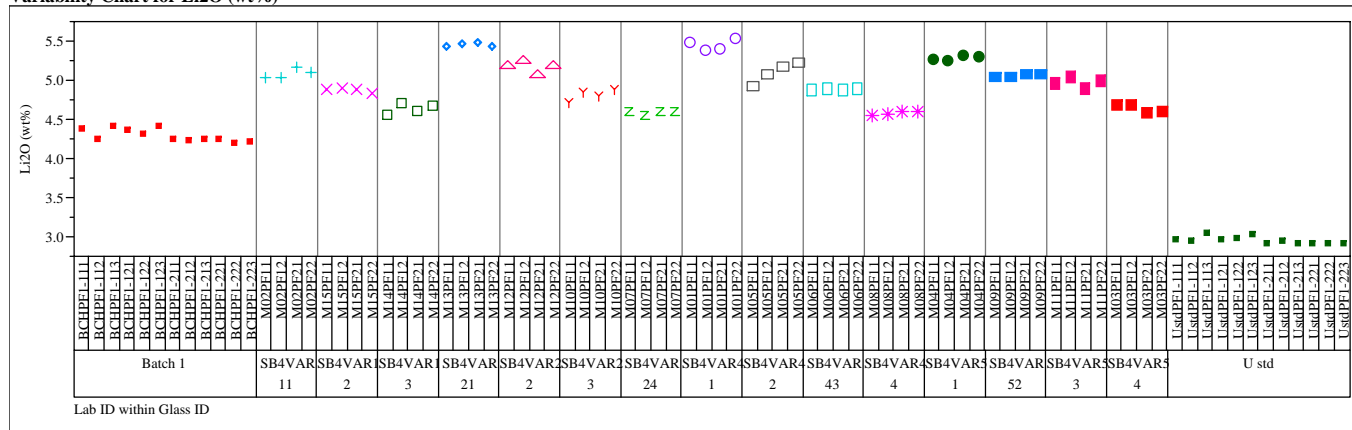 Variability Chart for Li2O (wt%)
Li2O (wt%)
5.5
5.0
4.5
4.0
3.5
3.0
BCHPF1-111
BCHPF1-112
BCHPF1-113
BCHPF1-121
BCHPF1-122
BCHPF1-123
BCHPF1-211
BCHPF1-212
BCHPF1-213
BCHPF1-221
BCHPF1-222
BCHPF1-223
M02PF11
M02PF12
M02PF21
M02PF22
M15PF11
M15PF12
M15PF21
M15PF22
M14PF11
M14PF12
M14PF21
M14PF22
M13PF11
M13PF12
M13PF21
M13PF22
M12PF11
M12PF12
M12PF21
M12PF22
M10PF11
M10PF12
M10PF21
M10PF22
M07PF11
M07PF12
M07PF21
M07PF22
M01PF11
M01PF12
M01PF21
M01PF22
M05PF11
M05PF12
M05PF21
M05PF22
M06PF11
M06PF12
M06PF21
M06PF22
M08PF11
M08PF12
M08PF21
M08PF22
M04PF11
M04PF12
M04PF21
M04PF22
M09PF11
M09PF12
M09PF21
M09PF22
M11PF11
M11PF12
M11PF21
M11PF22
M03PF11
M03PF12
M03PF21
M03PF22
UstdPF1-111
UstdPF1-112
UstdPF1-113
UstdPF1-121
UstdPF1-122
UstdPF1-123
UstdPF1-211
UstdPF1-212
UstdPF1-213
UstdPF1-221
UstdPF1-222
UstdPF1-223
Batch 1
SB4VAR
11
SB4VAR1
2
SB4VAR1
3
SB4VAR
21
SB4VAR2
2
SB4VAR2
3
SB4VAR
24
SB4VAR4
1
SB4VAR4
2
SB4VAR
43
SB4VAR4
4
SB4VAR5
1
SB4VAR
52
SB4VAR5
3
SB4VAR5
4
U std
Lab ID within Glass ID